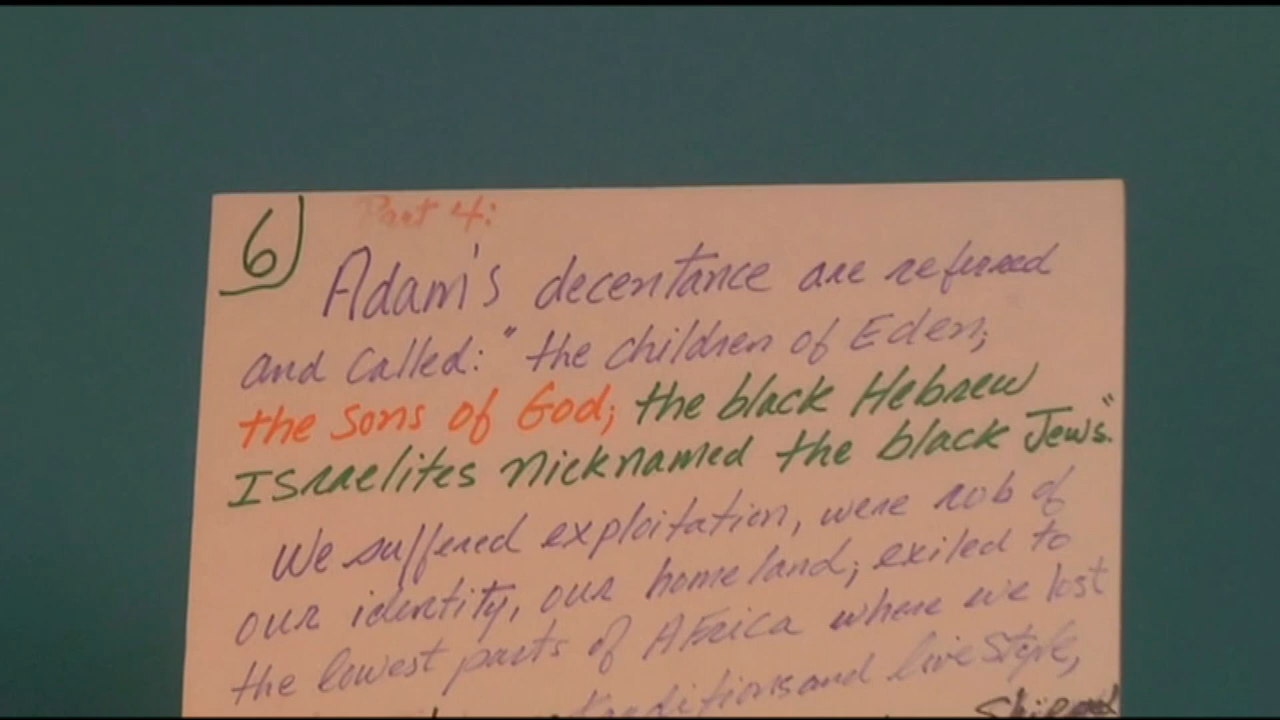 6) Part 4:
Adam's decentance are referred
and called: "the children of Eden;
the sons of God; the black Hebrew
Israelites nicknamed the black Jews."
We suffered exploitation, were rob of
our identity, our homeland; exiled to
the lowest parts of AFrica where we lost
traditions and live Style,
Shipped